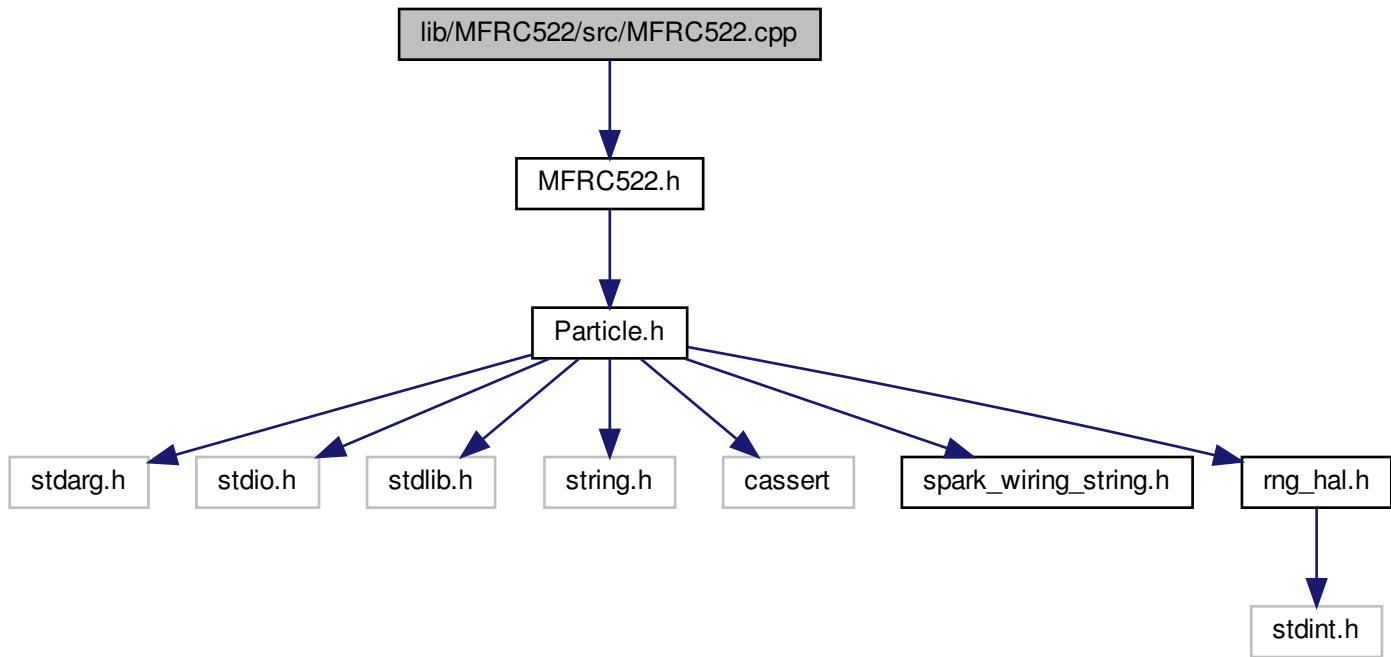 lib/MFRC522/src/MFRC522.cpp
MFRC522.h
Particle.h
stdarg.h
stdio.h
stdlib.h
string.h
cassert
spark_wiring_string.h
rng_hal.h
stdint.h